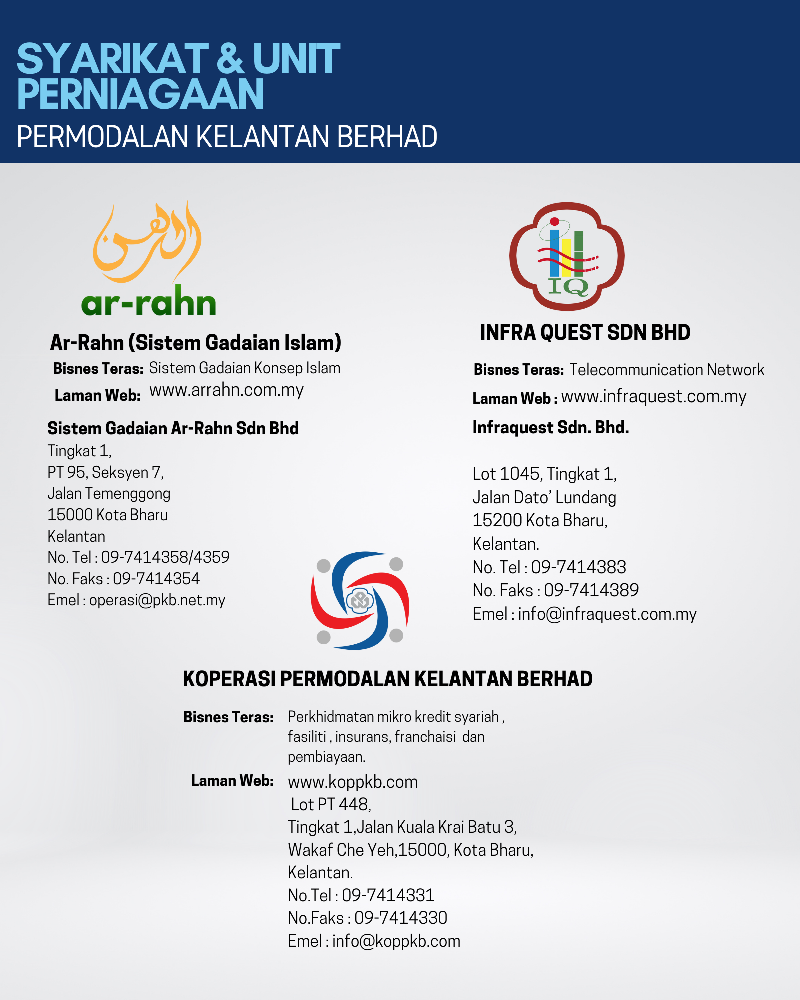 SYARIKAT & UNIT
PERNIAGAAN
PERMODALAN KELANTAN BERHAD
الرهن
ar-rahn
Ar-Rahn (Sistem Gadaian Islam)
Bisnes Teras: Sistem Gadaian Konsep Islam
Laman Web: www.arrahn.com.my
Sistem Gadaian Ar-Rahn Sdn Bhd
Tingkat 1,
PT 95, Seksyen 7,
Jalan Temenggong
15000 Kota Bharu
Kelantan
No. Tel : 09-7414358/4359
No. Faks : 09-7414354
Emel : operasi@pkb.net.my
IQ
INFRA QUEST SDN BHD
Bisnes Teras: Telecommunication Network
Laman Web : www.infraquest.com.my
Infraquest Sdn. Bhd.
Lot 1045, Tingkat 1,
Jalan Dato’ Lundang
15200 Kota Bharu,
Kelantan.
No. Tel : 09-7414383
No. Faks : 09-7414389
Emel : info@infraquest.com.my
KOPERASI PERMODALAN KELANTAN BERHAD
Bisnes Teras: Perkhidmatan mikro kredit syariah ,
fasiliti , insurans, franchaisi dan
pembiayaan.
Laman Web: www.koppkb.com
Lot PT 448,
Tingkat 1,Jalan Kuala Krai Batu 3,
Wakaf Che Yeh,15000, Kota Bharu,
Kelantan.
No.Tel : 09-7414331
No.Faks : 09-7414330
Emel : info@koppkb.com